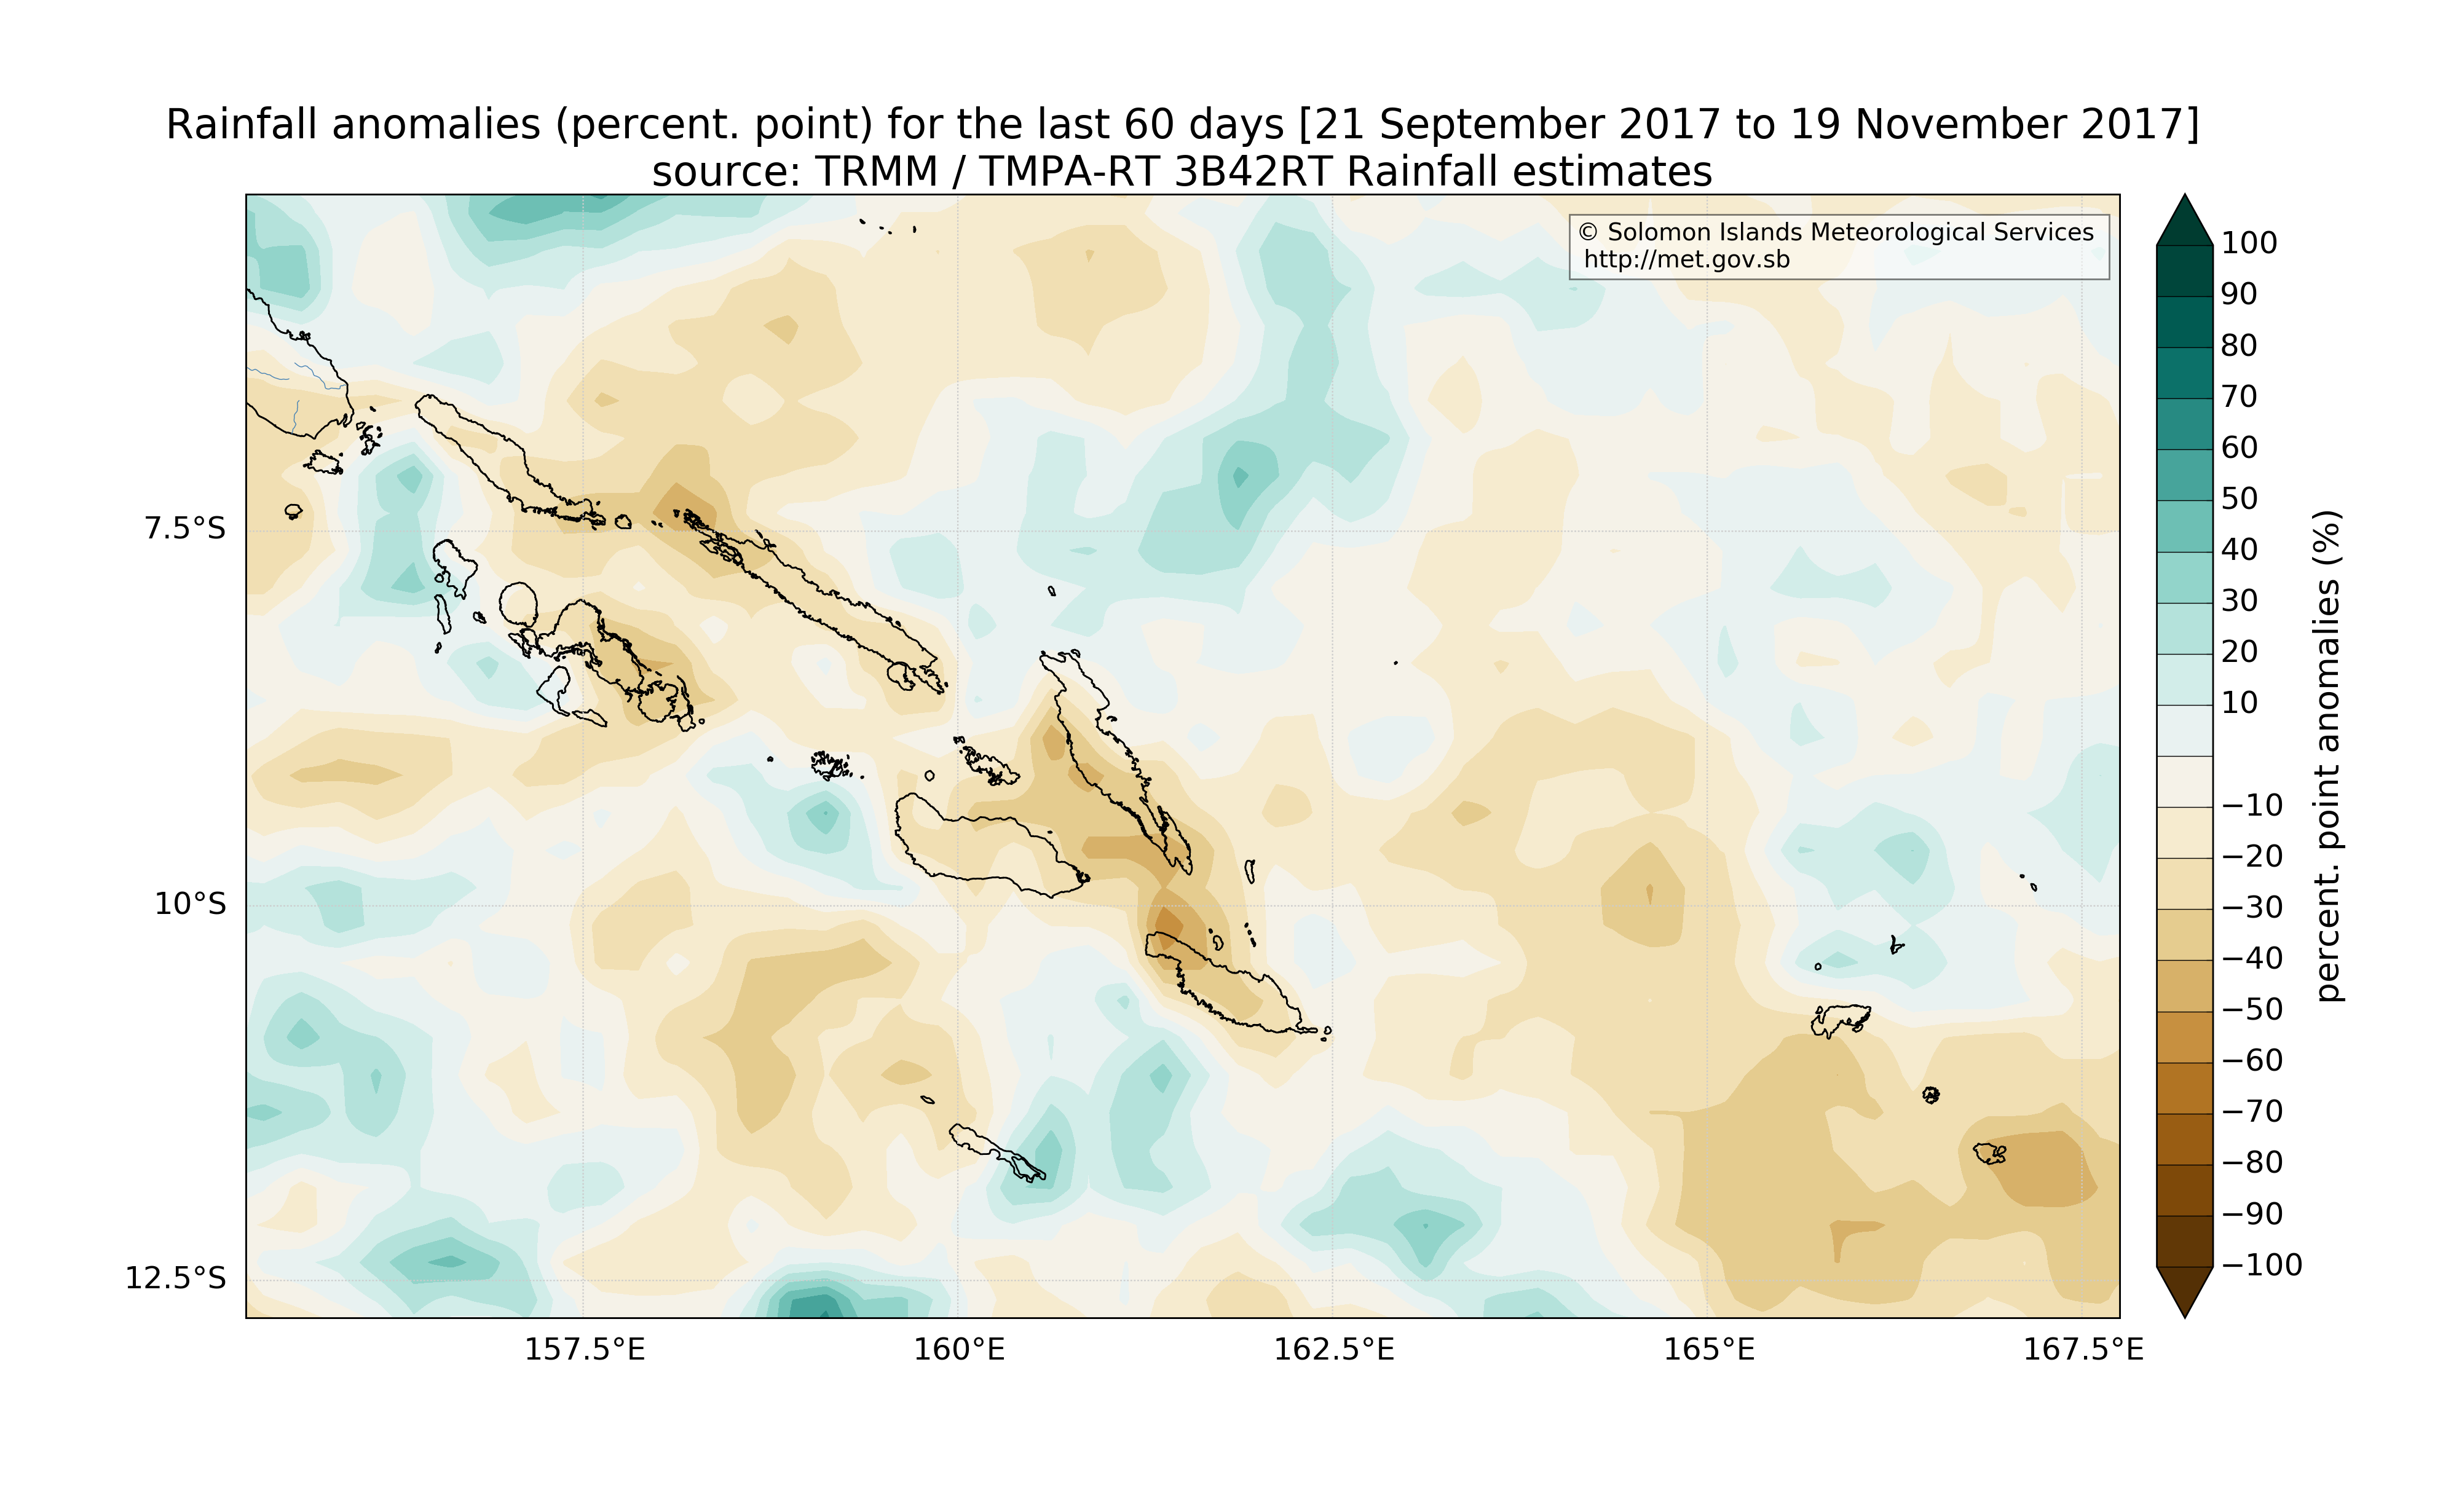 Rainfall anomalies (percent. point) for the last 60 days [21 September 2017 to 19 November 2017]
source: TRMM / TMPA-RT 3B42RT Rainfall estimates
© Solomon Islands Meteorological Services
http://met.gov.sb
7.5°S
10°S
12.5°S
157.5°E
160°E
162.5°E
165°E
167.5°E
100
90
80
70
60
50
40
30
20
10
−10
−20
−30
−40
−50
−60
−70
−80
−90
−100
percent. point anomalies (%)